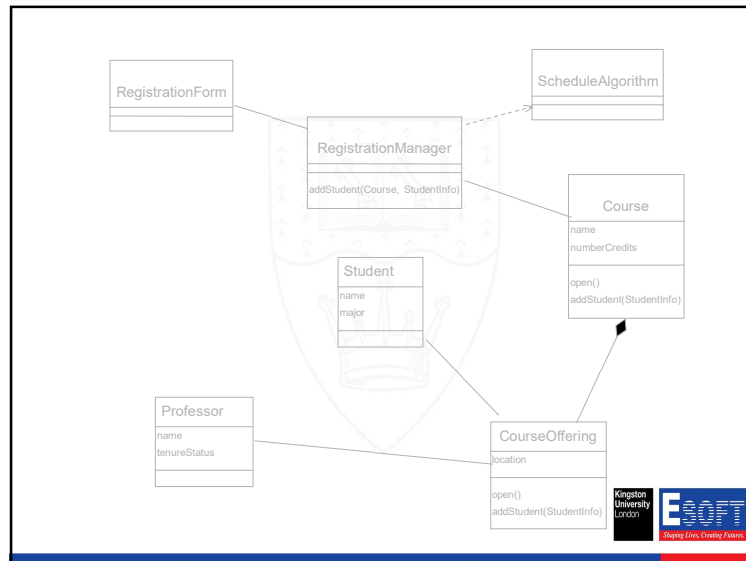 RegistrationForm
ScheduleAlgorithm
RegistrationManager
addStudent(Course, StudentInfo)
Course
name
numberCredits
open()
addStudent(StudentInfo)
Student
name
major
Professor
name
tenureStatus
CourseOffering
location
open()
addStudent(StudentInfo)
Kingston
University
London
ESOFT
Shaping Lives, Creating Futures.